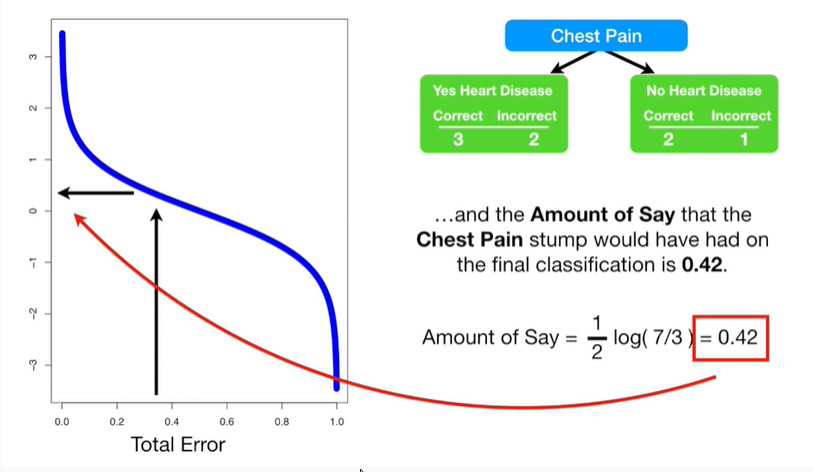 Chest Pain
Yes Heart Disease
Correct Incorrect
3 2
No Heart Disease
Correct Incorrect
2 1
3
2
1
0
-1
-2
-3
0.0 0.2 0.4 0.6 0.8 1.0
Total Error
...and the Amount of Say that the
Chest Pain stump would have had on
the final classification is 0.42.
Amount of Say = 1/2 log( 7/3 ) = 0.42